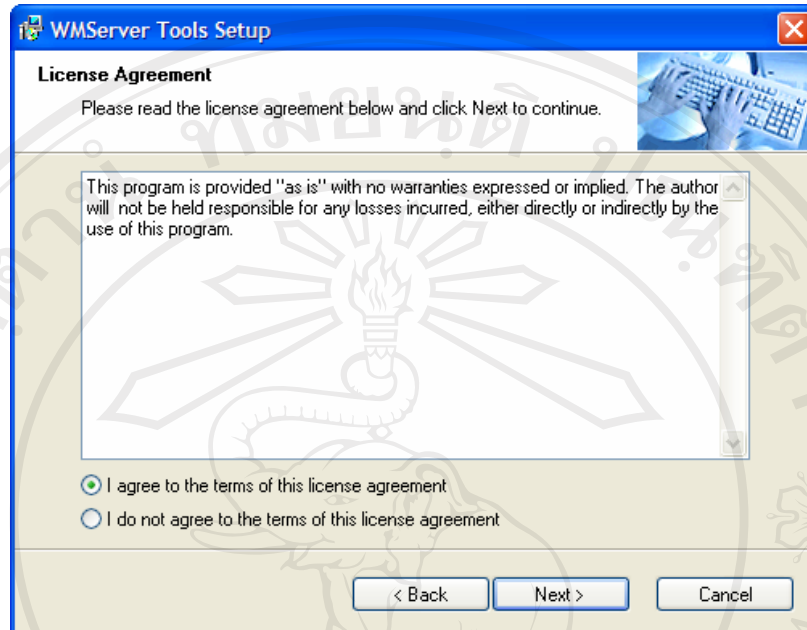 WMServer Tools Setup
License Agreement
Please read the license agreement below and click Next to continue.
This program is provided "as is" with no warranties expressed or implied. The author
will not be held responsible for any losses incurred, either directly or indirectly by the
use of this program.
I agree to the terms of this license agreement
I do not agree to the terms of this license agreement
< Back
Next >
Cancel